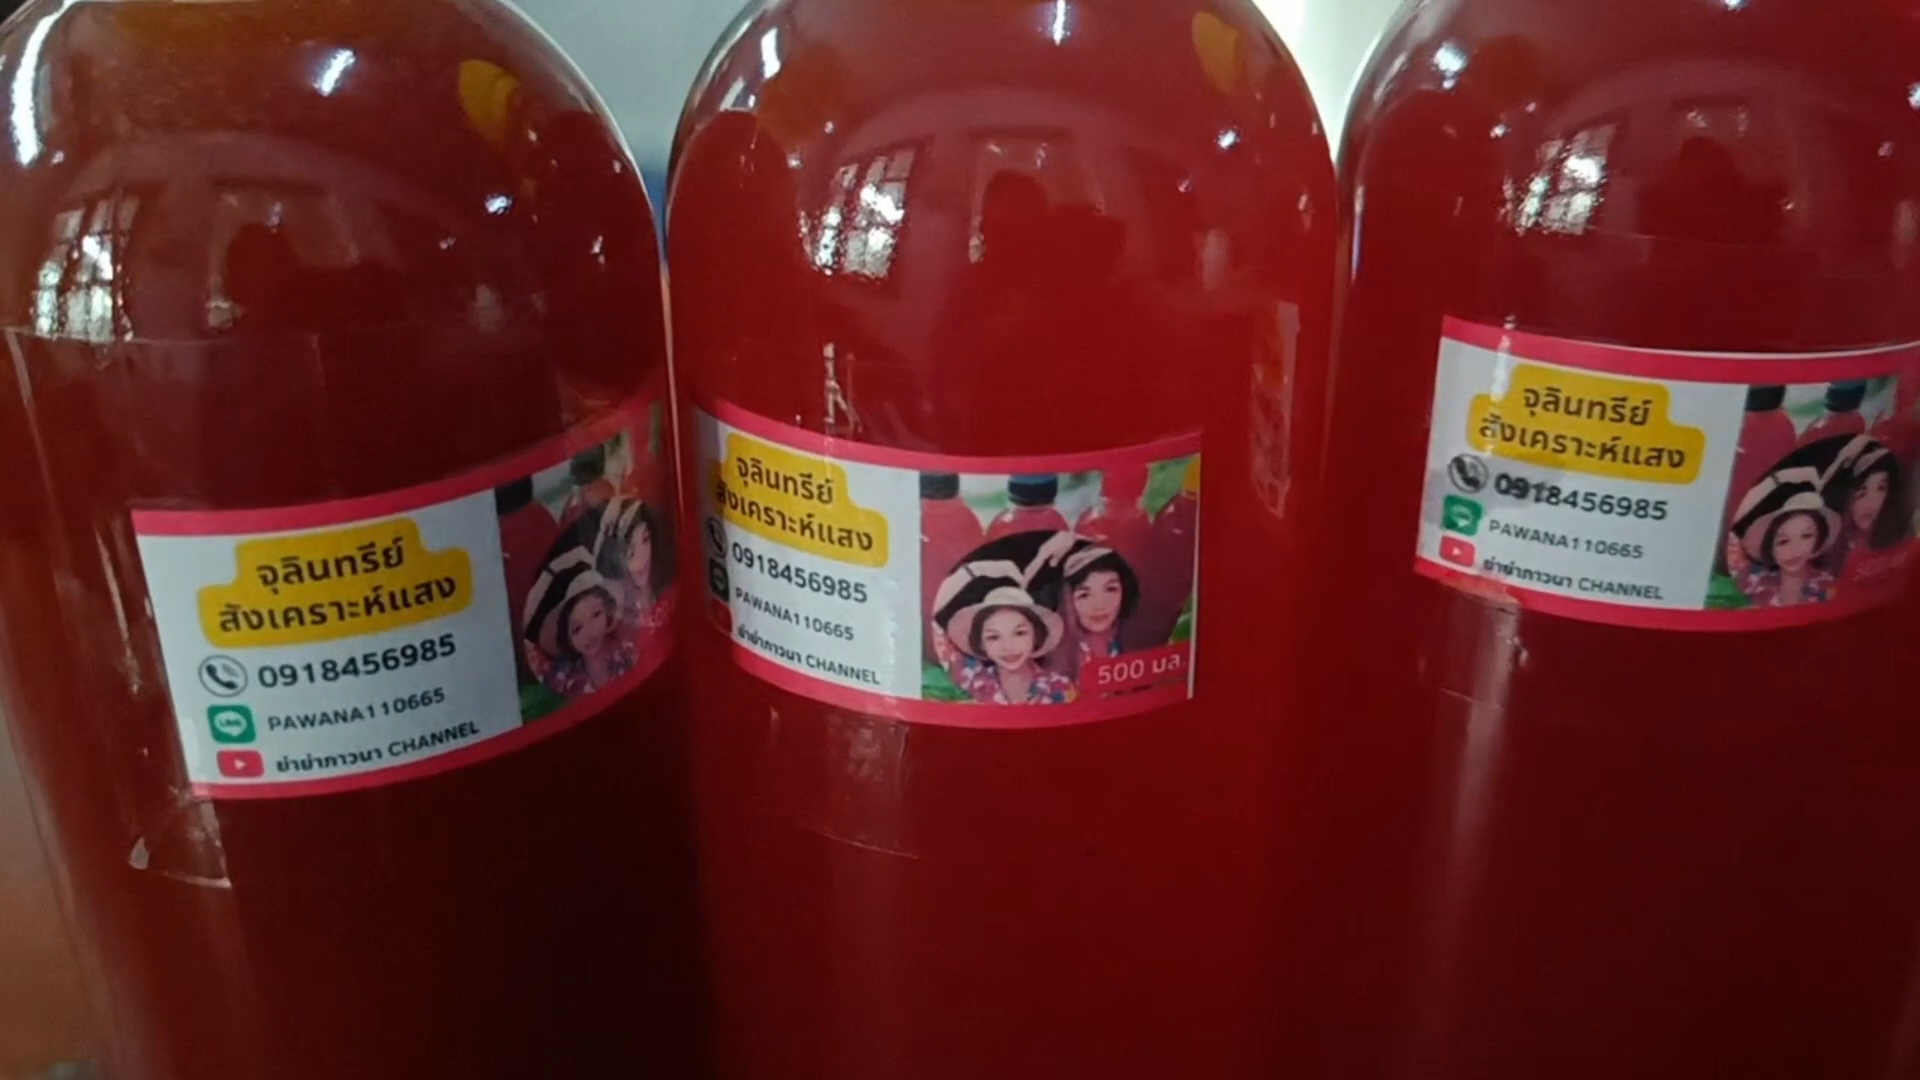 จุลินทรีย์
สังเคราะห์แสง
0918456985
LINE
PAWANA110665
ย่าย่าภาวนา CHANNEL
จุลินทรีย์
สังเคราะห์แสง
0918456985
PAWANA110665
ย่าย่าภาวนา CHANNEL
500 มล.
จุลินทรีย์
สังเคราะห์แสง
0918456985
PAWANA110665
ย่าย่าภาวนา CHANNEL